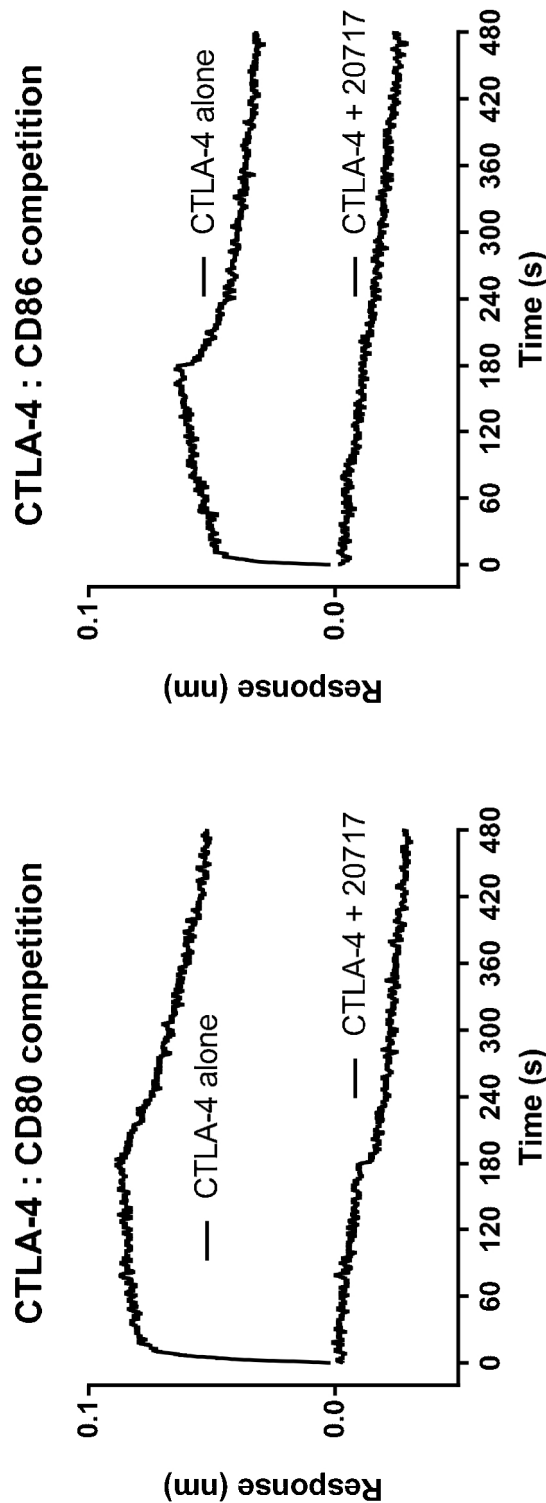 CTLA-4 : CD80 competition
0.1
0.0
Response (nm)
CTLA-4 alone
CTLA-4 + 20717
0 60 120 180 240 300 360 420 480
Time (s)
CTLA-4 : CD86 competition
0.1
0.0
Response (nm)
CTLA-4 alone
CTLA-4 + 20717
0 60 120 180 240 300 360 420 480
Time (s)